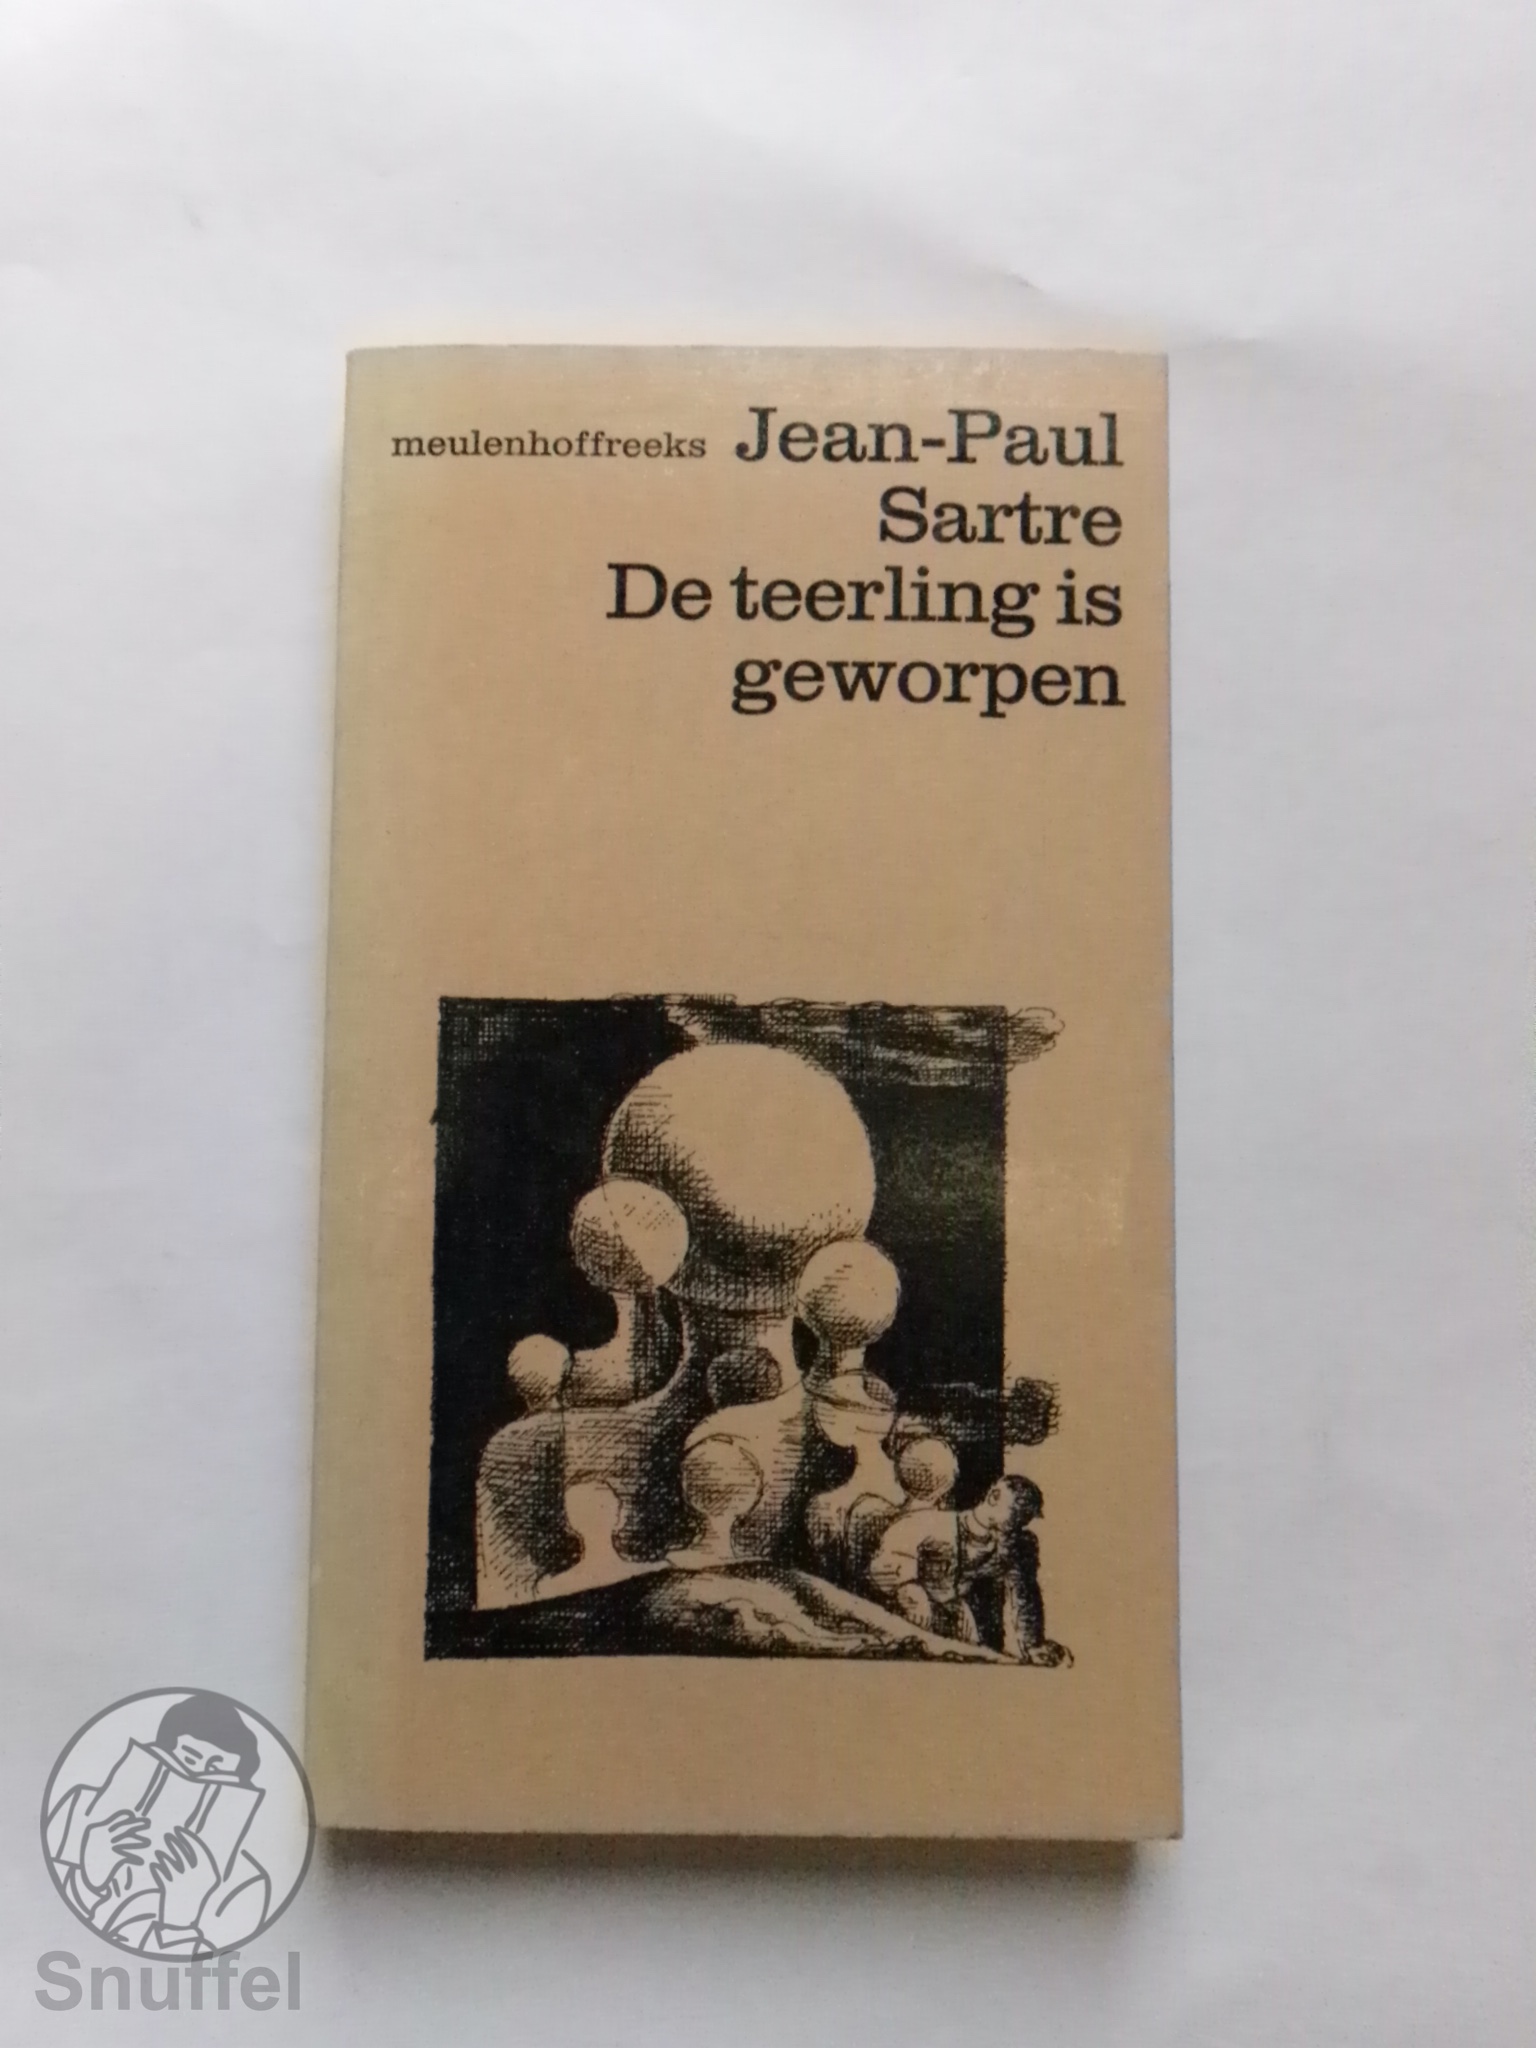 meulenhoffreeks Jean-Paul
Sartre
De teerling is
geworpen
Snuffel